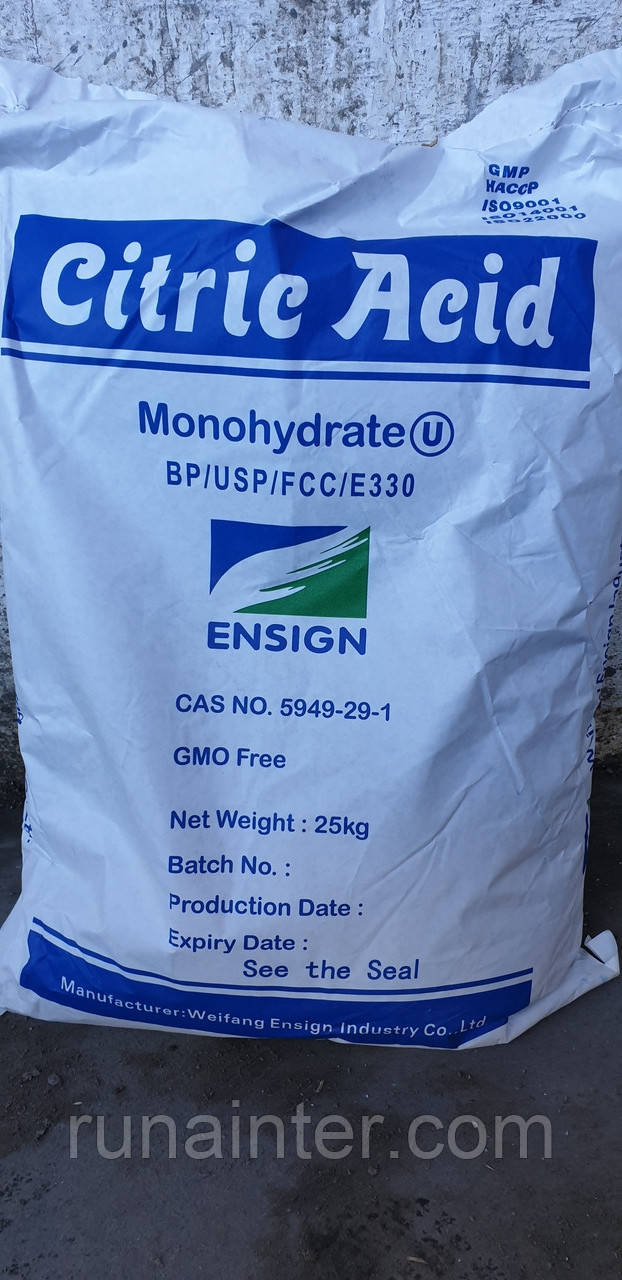 GMP
HACCP
ISO9001
ISO14001
ISO22000
Citric Acid
Monohydrate U
BP/USP/FCC/E330
ENSIGN
CAS NO. 5949-29-1
GMO Free
Net Weight : 25kg
Batch No. :
Production Date :
Expiry Date :
See the Seal
Manufacturer:Weifang Ensign Industry Co.,Ltd
runainter.com